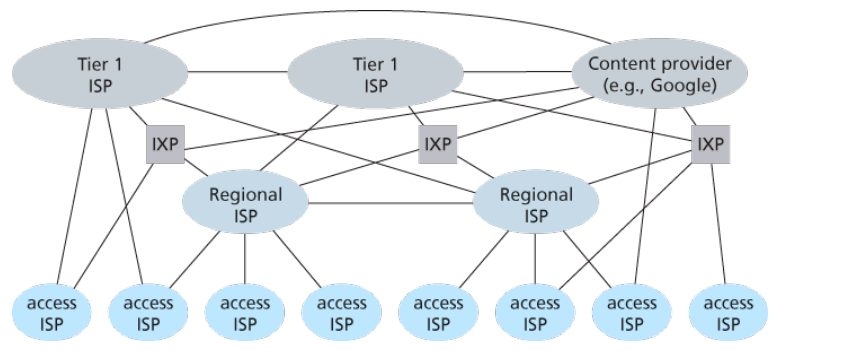 Tier 1
ISP
Tier 1
ISP
Content provider
(e.g., Google)
IXP
IXP
IXP
Regional
ISP
Regional
ISP
access
ISP
access
ISP
access
ISP
access
ISP
access
ISP
access
ISP
access
ISP
access
ISP